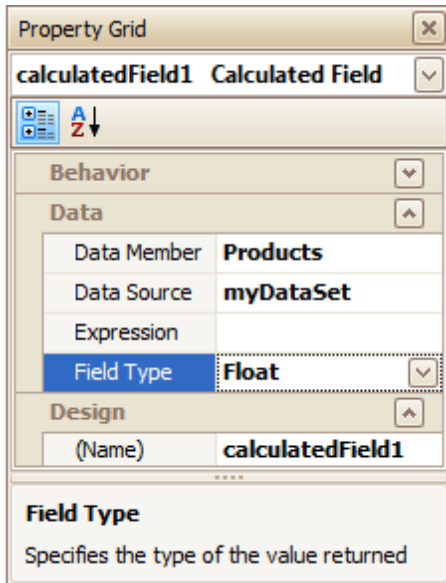 Property Grid
calculatedField1 Calculated Field
A
Z
Behavior
Data
Data Member Products
Data Source myDataSet
Expression
Field Type Float
Design
(Name) calculatedField1
Field Type
Specifies the type of the value returned